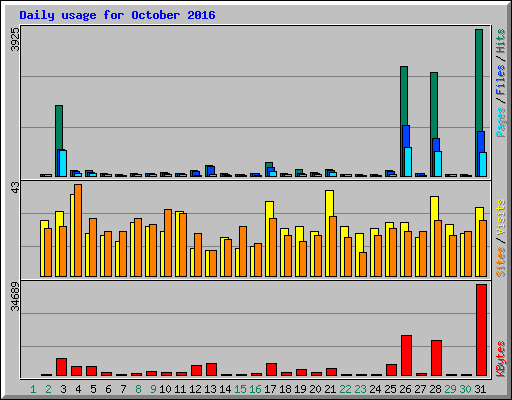 Daily usage for October 2016
3925
Pages / Files / Hits
43
Sites / Visits
34689
KBytes
1 2 3 4 5 6 7 8 9 10 11 12 13 14 15 16 17 18 19 20 21 22 23 24 25 26 27 28 29 30 31